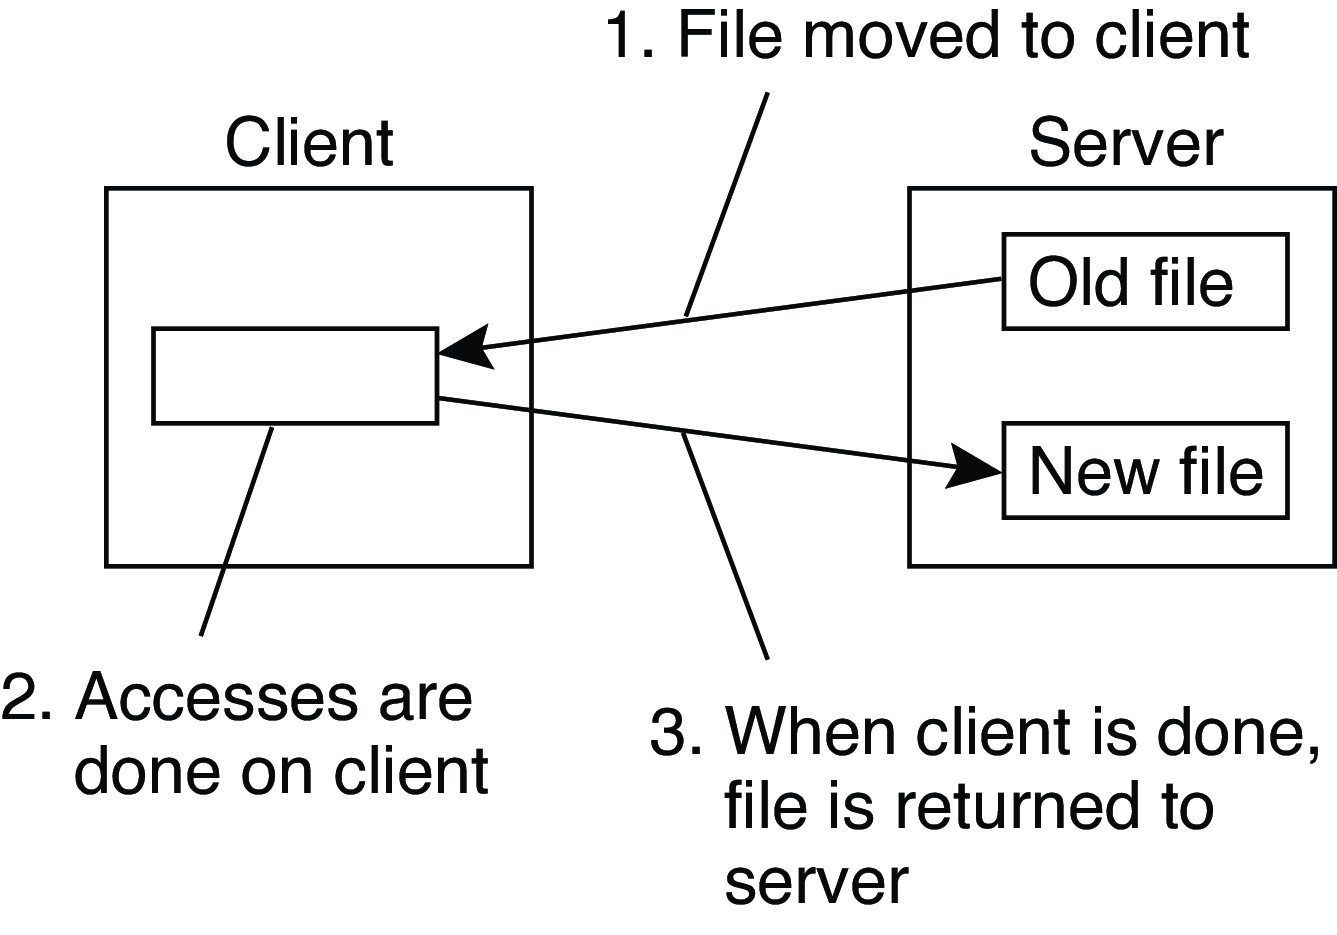 1. File moved to client
Client
Server
Old file
New file
2. Accesses are
done on client
3. When client is done,
file is returned to
server